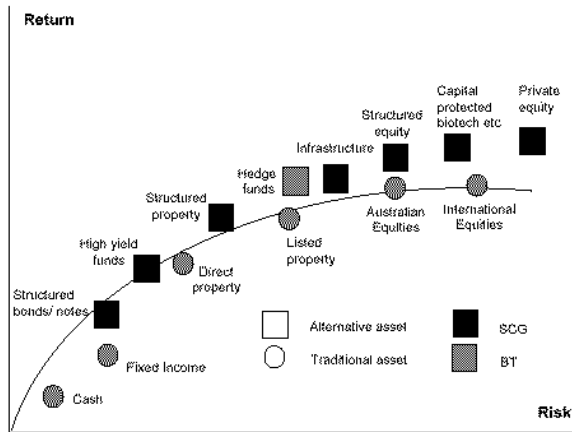 Return
Capital
protected
biotech etc
Private
equity
Structured
equity
Infrastructure
Hedge
funds
Structured
property
Australian
Equities
International
Equities
Listed
property
High yield
funds
Direct
property
Structured
bonds/ notes
Alternative asset
SCG
Fixed Income
Traditional asset
BT
Cash
Risk